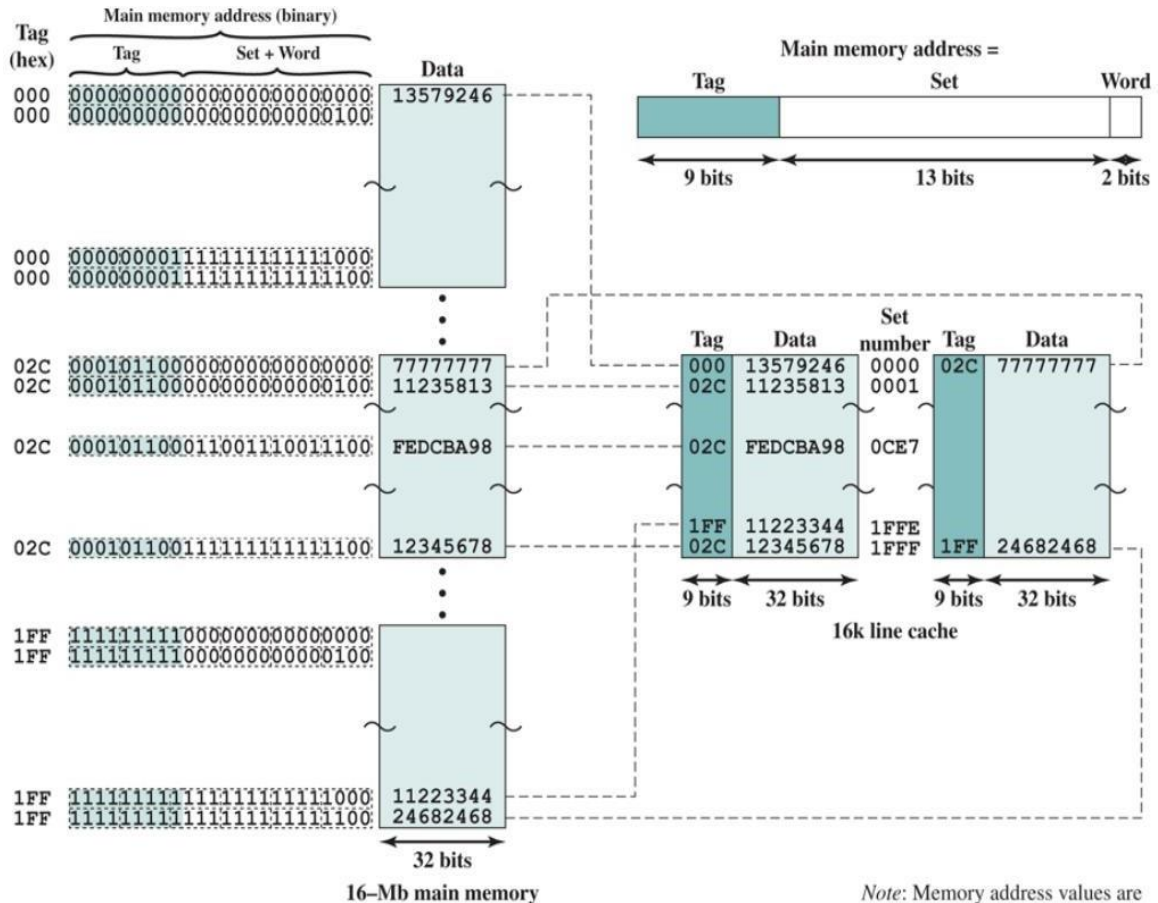 Main memory address (binary)
Tag
(hex)
Tag Set + Word
Data
000 000000000000000000000000 13579246
000 000000000000000000000100
000 000000001111111111111000
000 000000001111111111111100
02C 000101100000000000000000 77777777
02C 000101100000000000000100 11235813
02C 000101100011001110011100 FEDCBA98
02C 000101100111111111111100 12345678
1FF 111111111000000000000000
1FF 111111111000000000000100
1FF 111111111111111111111000 11223344
1FF 111111111111111111111100 24682468
32 bits
16–Mb main memory
Main memory address =
Tag Set Word
9 bits 13 bits 2 bits
Tag Data Set number Tag Data
000 13579246 0000 02C 77777777
02C 11235813 0001
02C FEDCBA98 0CE7
1FF 11223344 1FFE
02C 12345678 1FFF 1FF 24682468
9 bits 32 bits 9 bits 32 bits
16k line cache
Note: Memory address values are